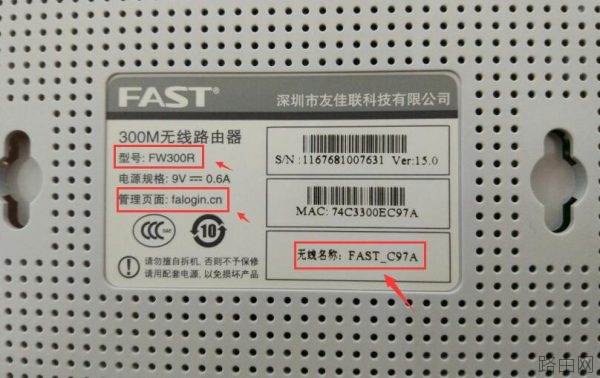 FAST®
深圳市友佳联科技有限公司
300M无线路由器
型号: FW300R
电源规格: 9V⎓0.6A
管理页面: falogin.cn
S/N:1167681007631 Ver:15.0
MAC: 74C3300EC97A
无线名称: FAST_C97A
CCC S&E
10
请勿擅自拆机, 否则不予保修
请用配套电源, 以免损坏产品
路由网